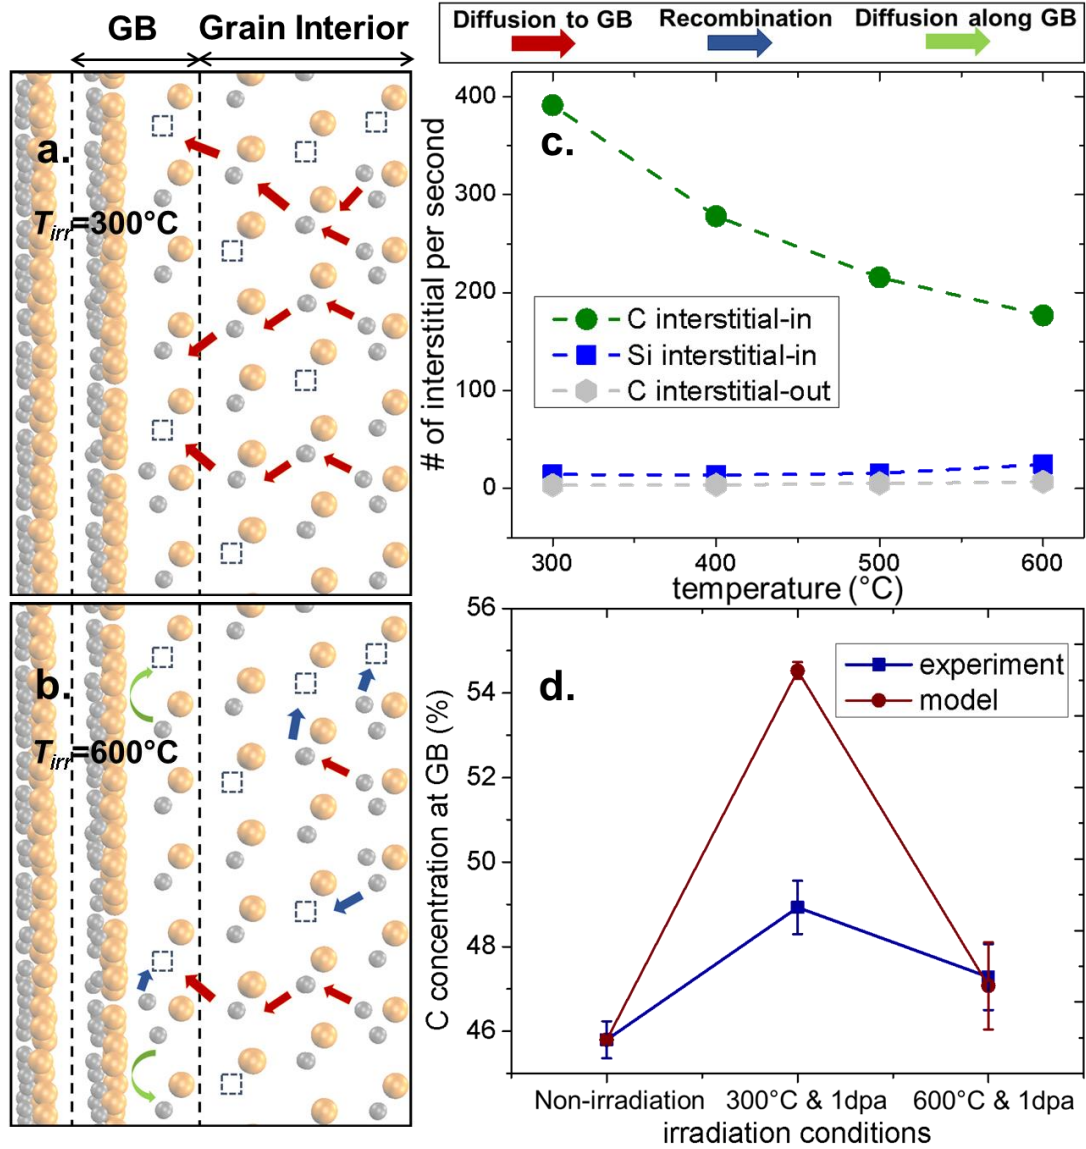 GB
Grain Interior
Diffusion to GB
Recombination
Diffusion along GB
a.
Tirr=300°C
b.
Tirr=600°C
c.
# of interstitial per second
400
300
200
100
0
C interstitial-in
Si interstitial-in
C interstitial-out
300
400
500
600
temperature (°C)
d.
C concentration at GB (%)
56
54
52
50
48
46
experiment
model
Non-irradiation
300°C & 1dpa
600°C & 1dpa
irradiation conditions